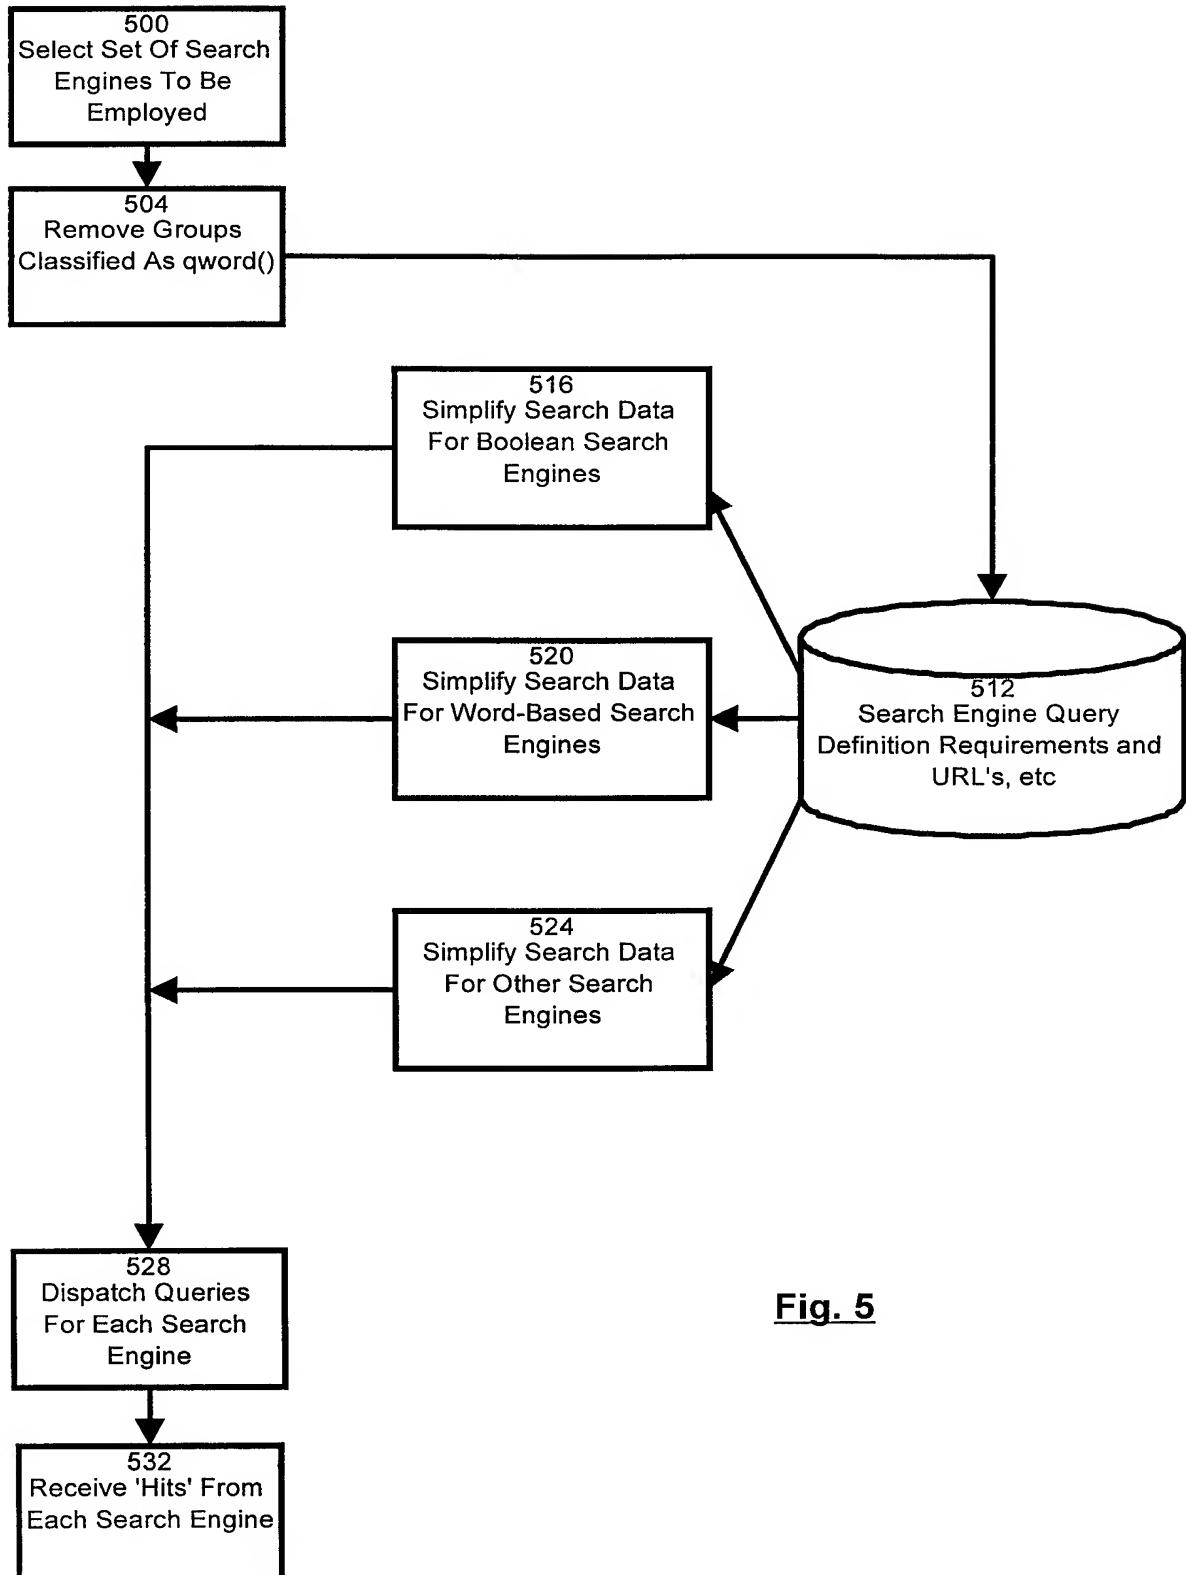 500
Select Set Of Search
Engines To Be
Employed
504
Remove Groups
Classified As qword()
516
Simplify Search Data
For Boolean Search
Engines
520
Simplify Search Data
For Word-Based Search
Engines
512
Search Engine Query
Definition Requirements and
URL's, etc
524
Simplify Search Data
For Other Search
Engines
528
Dispatch Queries
For Each Search
Engine
Fig. 5
532
Receive 'Hits' From
Each Search Engine